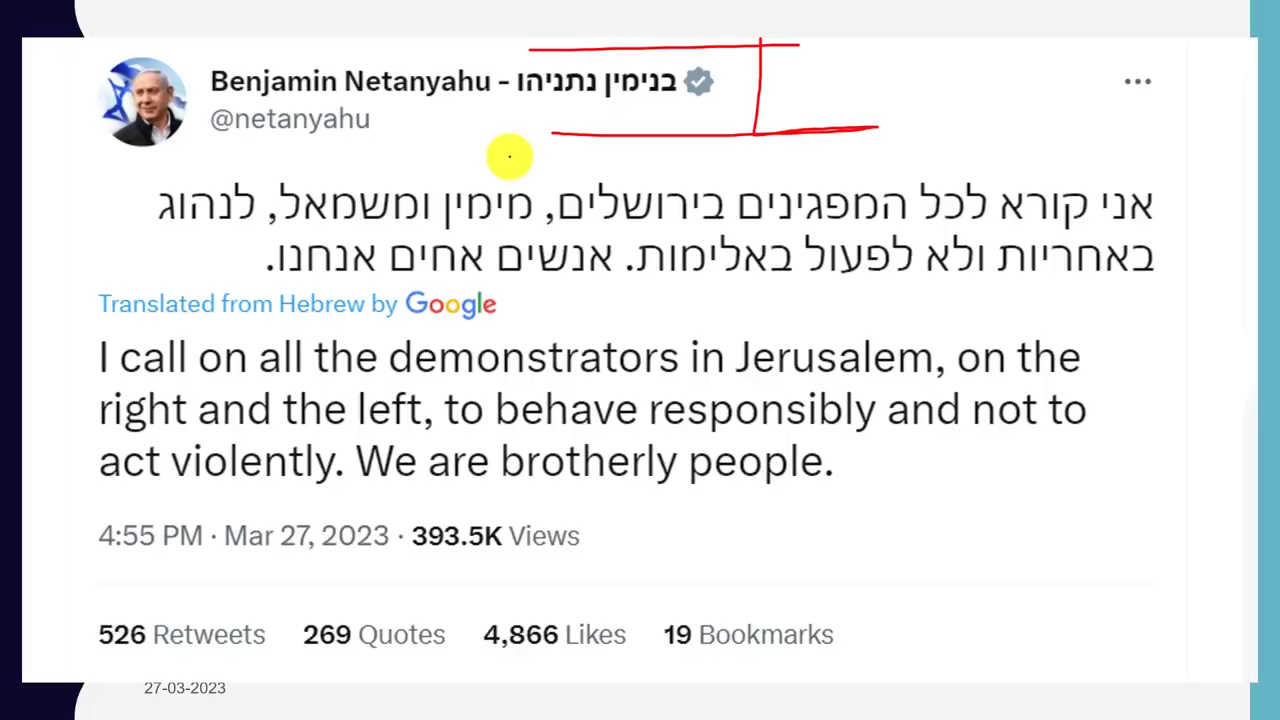 Benjamin Netanyahu - בנימין נתניהו
@netanyahu
אני קורא לכל המפגינים בירושלים, מימין ומשמאל, לנהוג
באחריות ולא לפעול באלימות. אנשים אחים אנחנו.
Translated from Hebrew by Google
I call on all the demonstrators in Jerusalem, on the
right and the left, to behave responsibly and not to
act violently. We are brotherly people.
4:55 PM · Mar 27, 2023 · 393.5K Views
526 Retweets 269 Quotes 4,866 Likes 19 Bookmarks
27-03-2023